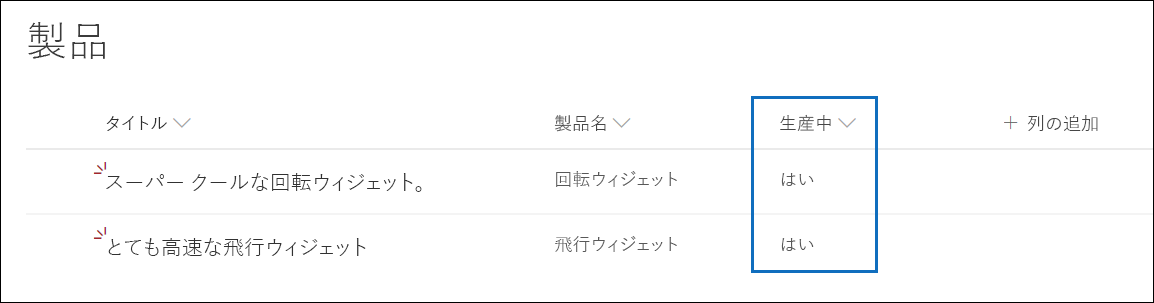 製品
タイトル 製品名 生産中 + 列の追加
スーパー クールな回転ウィジェット。 回転ウィジェット はい
とても高速な飛行ウィジェット 飛行ウィジェット はい